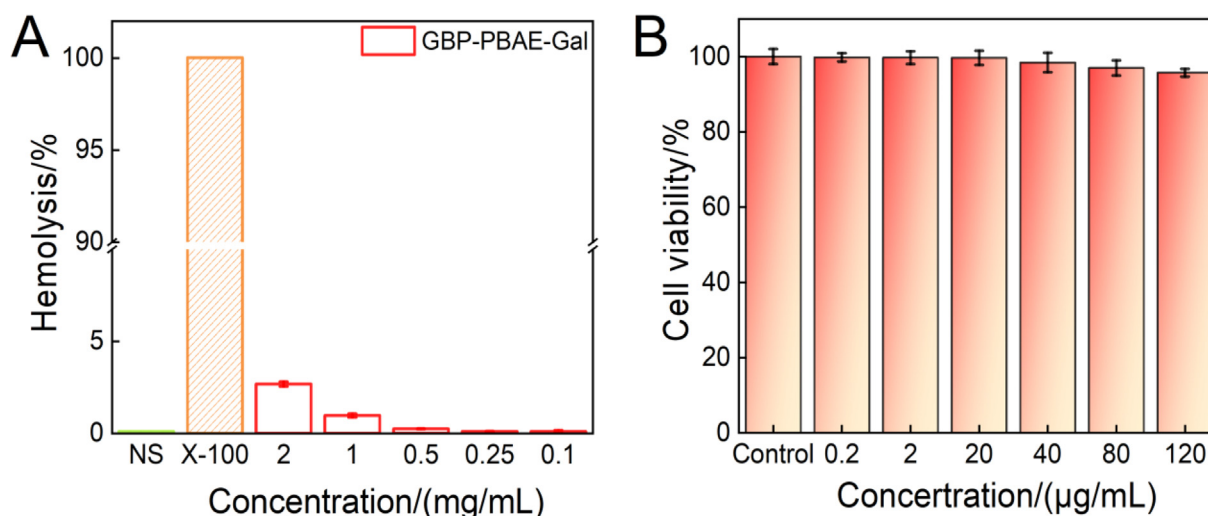 A
GBP-PBAE-Gal
Hemolysis/%
100
95
90
5
0
NS X-100 2 1 0.5 0.25 0.1
Concentration/(mg/mL)
B
Cell viability/%
100
80
60
40
20
0
Control 0.2 2 20 40 80 120
Concertration/(μg/mL)